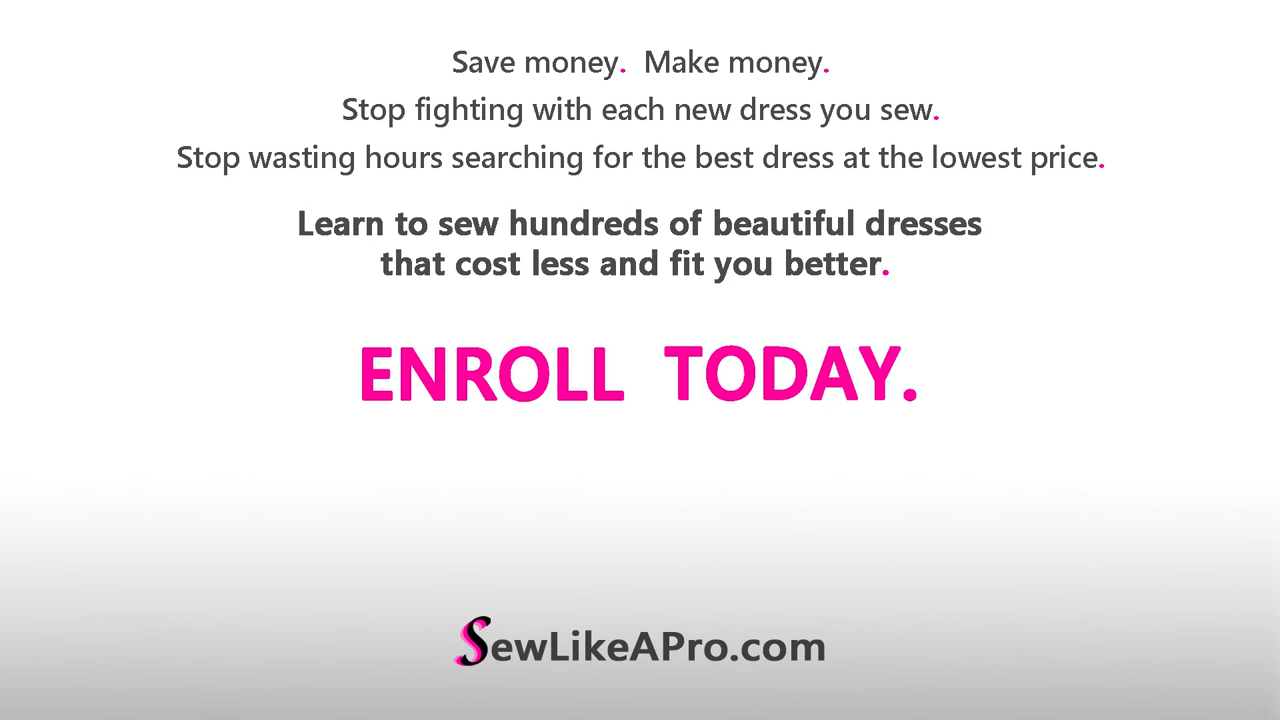 Save money.  Make money.
Stop fighting with each new dress you sew.
Stop wasting hours searching for the best dress at the lowest price.
Learn to sew hundreds of beautiful dresses
that cost less and fit you better.
ENROLL TODAY.
SewLikeAPro.com